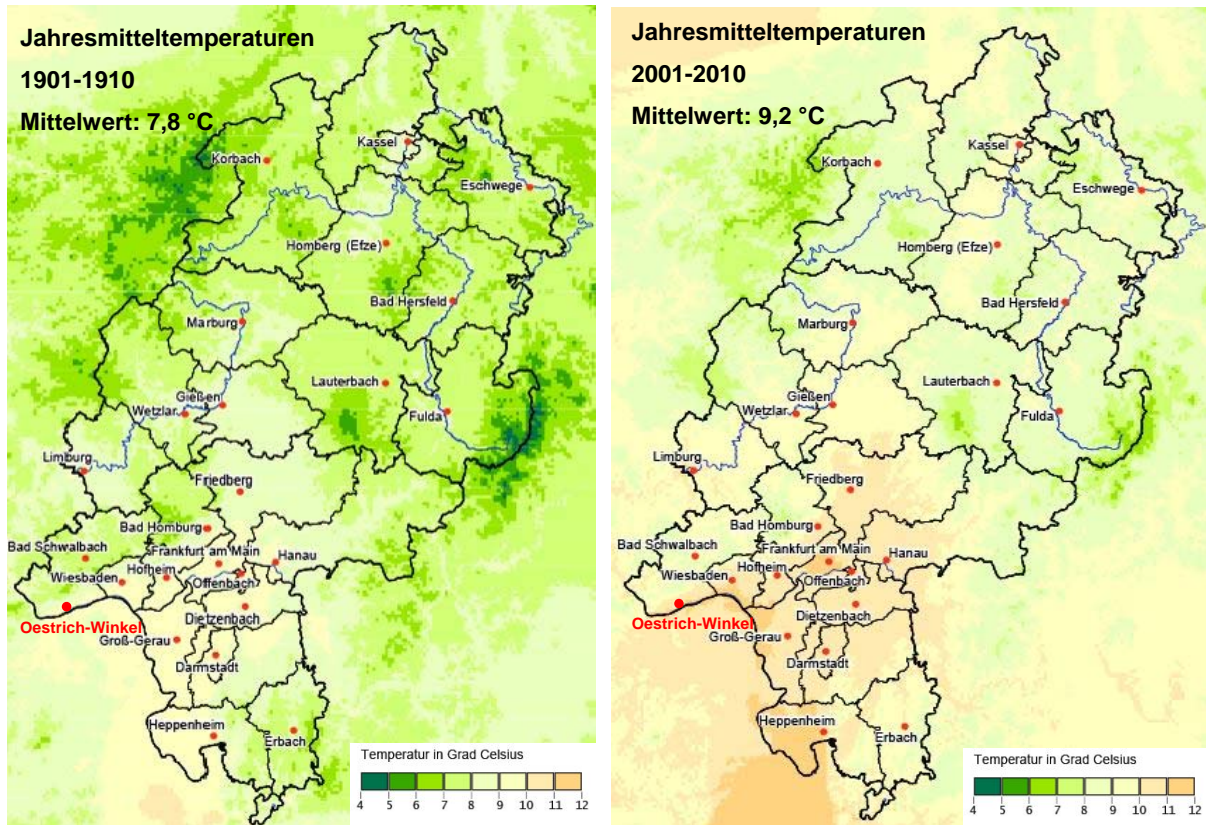 Jahresmitteltemperaturen
1901-1910
Mittelwert: 7,8 °C
Kassel
Korbach
Eschwege
Homberg (Efze)
Bad Hersfeld
Marburg
Lauterbach
Gießen
Wetzlar
Fulda
Limburg
Friedberg
Bad Homburg
Bad Schwalbach
Frankfurt am Main
Hanau
Hofheim
Wiesbaden
Offenbach
Oestrich-Winkel
Dietzenbach
Groß-Gerau
Darmstadt
Heppenheim
Erbach
Temperatur in Grad Celsius
4 5 6 7 8 9 10 11 12
Jahresmitteltemperaturen
2001-2010
Mittelwert: 9,2 °C
Kassel
Korbach
Eschwege
Homberg (Efze)
Bad Hersfeld
Marburg
Lauterbach
Gießen
Wetzlar
Fulda
Limburg
Friedberg
Bad Homburg
Bad Schwalbach
Frankfurt am Main
Hanau
Hofheim
Wiesbaden
Offenbach
Oestrich-Winkel
Dietzenbach
Groß-Gerau
Darmstadt
Heppenheim
Erbach
Temperatur in Grad Celsius
4 5 6 7 8 9 10 11 12